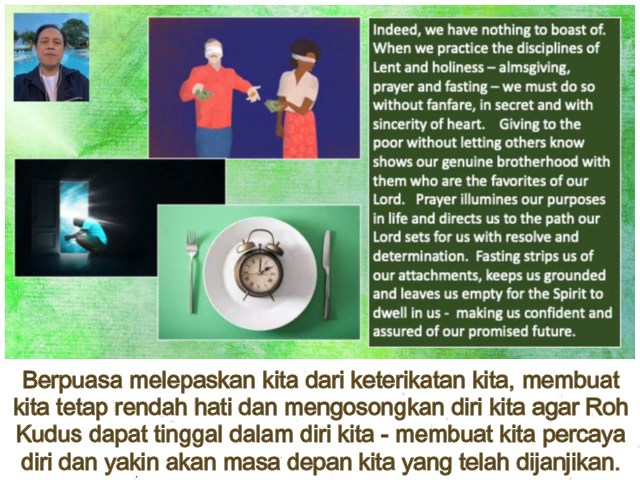 Indeed, we have nothing to boast of.
When we practice the disciplines of
Lent and holiness – almsgiving,
prayer and fasting – we must do so
without fanfare, in secret and with
sincerity of heart. Giving to the
poor without letting others know
shows our genuine brotherhood with
them who are the favorites of our
Lord. Prayer illumines our purposes
in life and directs us to the path our
Lord sets for us with resolve and
determination. Fasting strips us of
our attachments, keeps us grounded
and leaves us empty for the Spirit to
dwell in us - making us confident and
assured of our promised future.
Berpuasa melepaskan kita dari keterikatan kita, membuat
kita tetap rendah hati dan mengosongkan diri kita agar Roh
Kudus dapat tinggal dalam diri kita - membuat kita percaya
diri dan yakin akan masa depan kita yang telah dijanjikan.